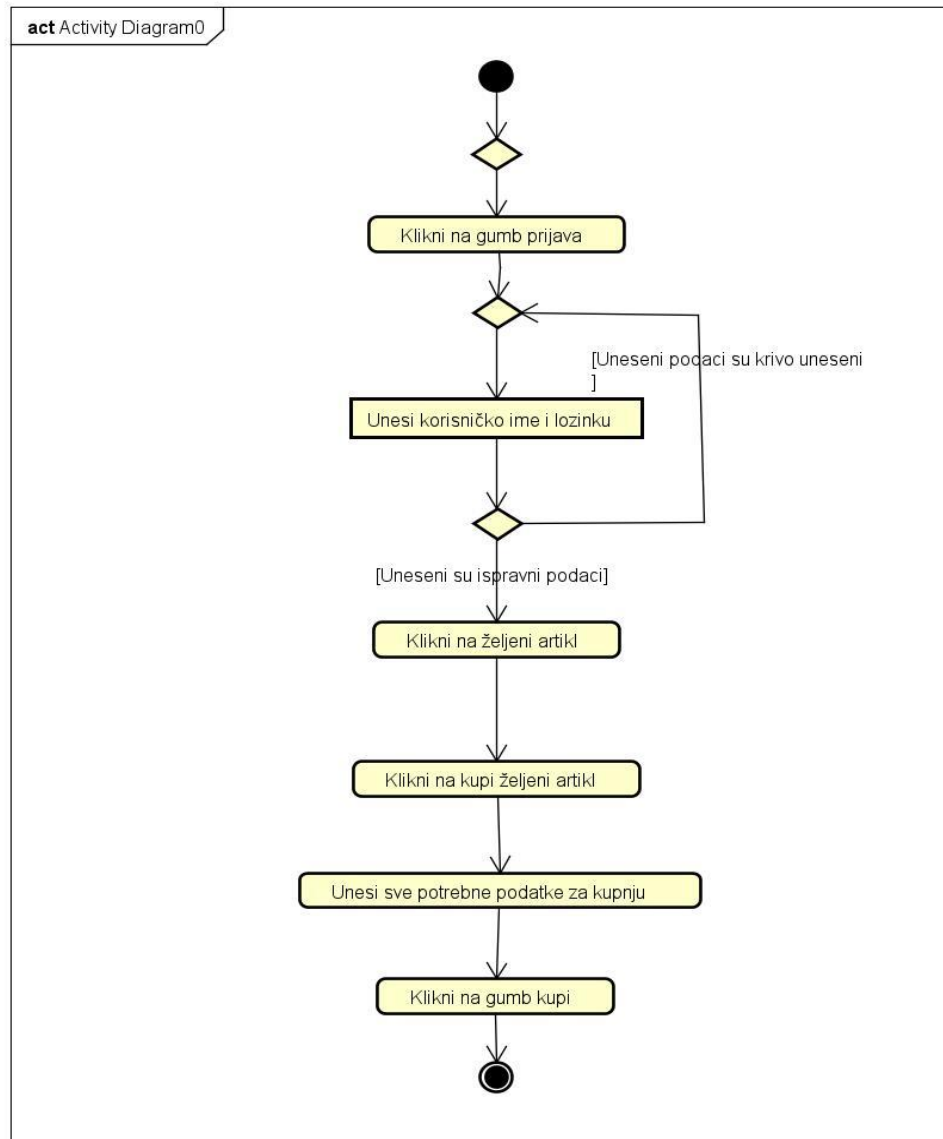 act Activity Diagram0
Klikni na gumb prijava
[Uneseni podaci su krivo uneseni
]
Unesi korisničko ime i lozinku
[Uneseni su ispravni podaci]
Klikni na željeni artikl
Klikni na kupi željeni artikl
Unesi sve potrebne podatke za kupnju
Klikni na gumb kupi